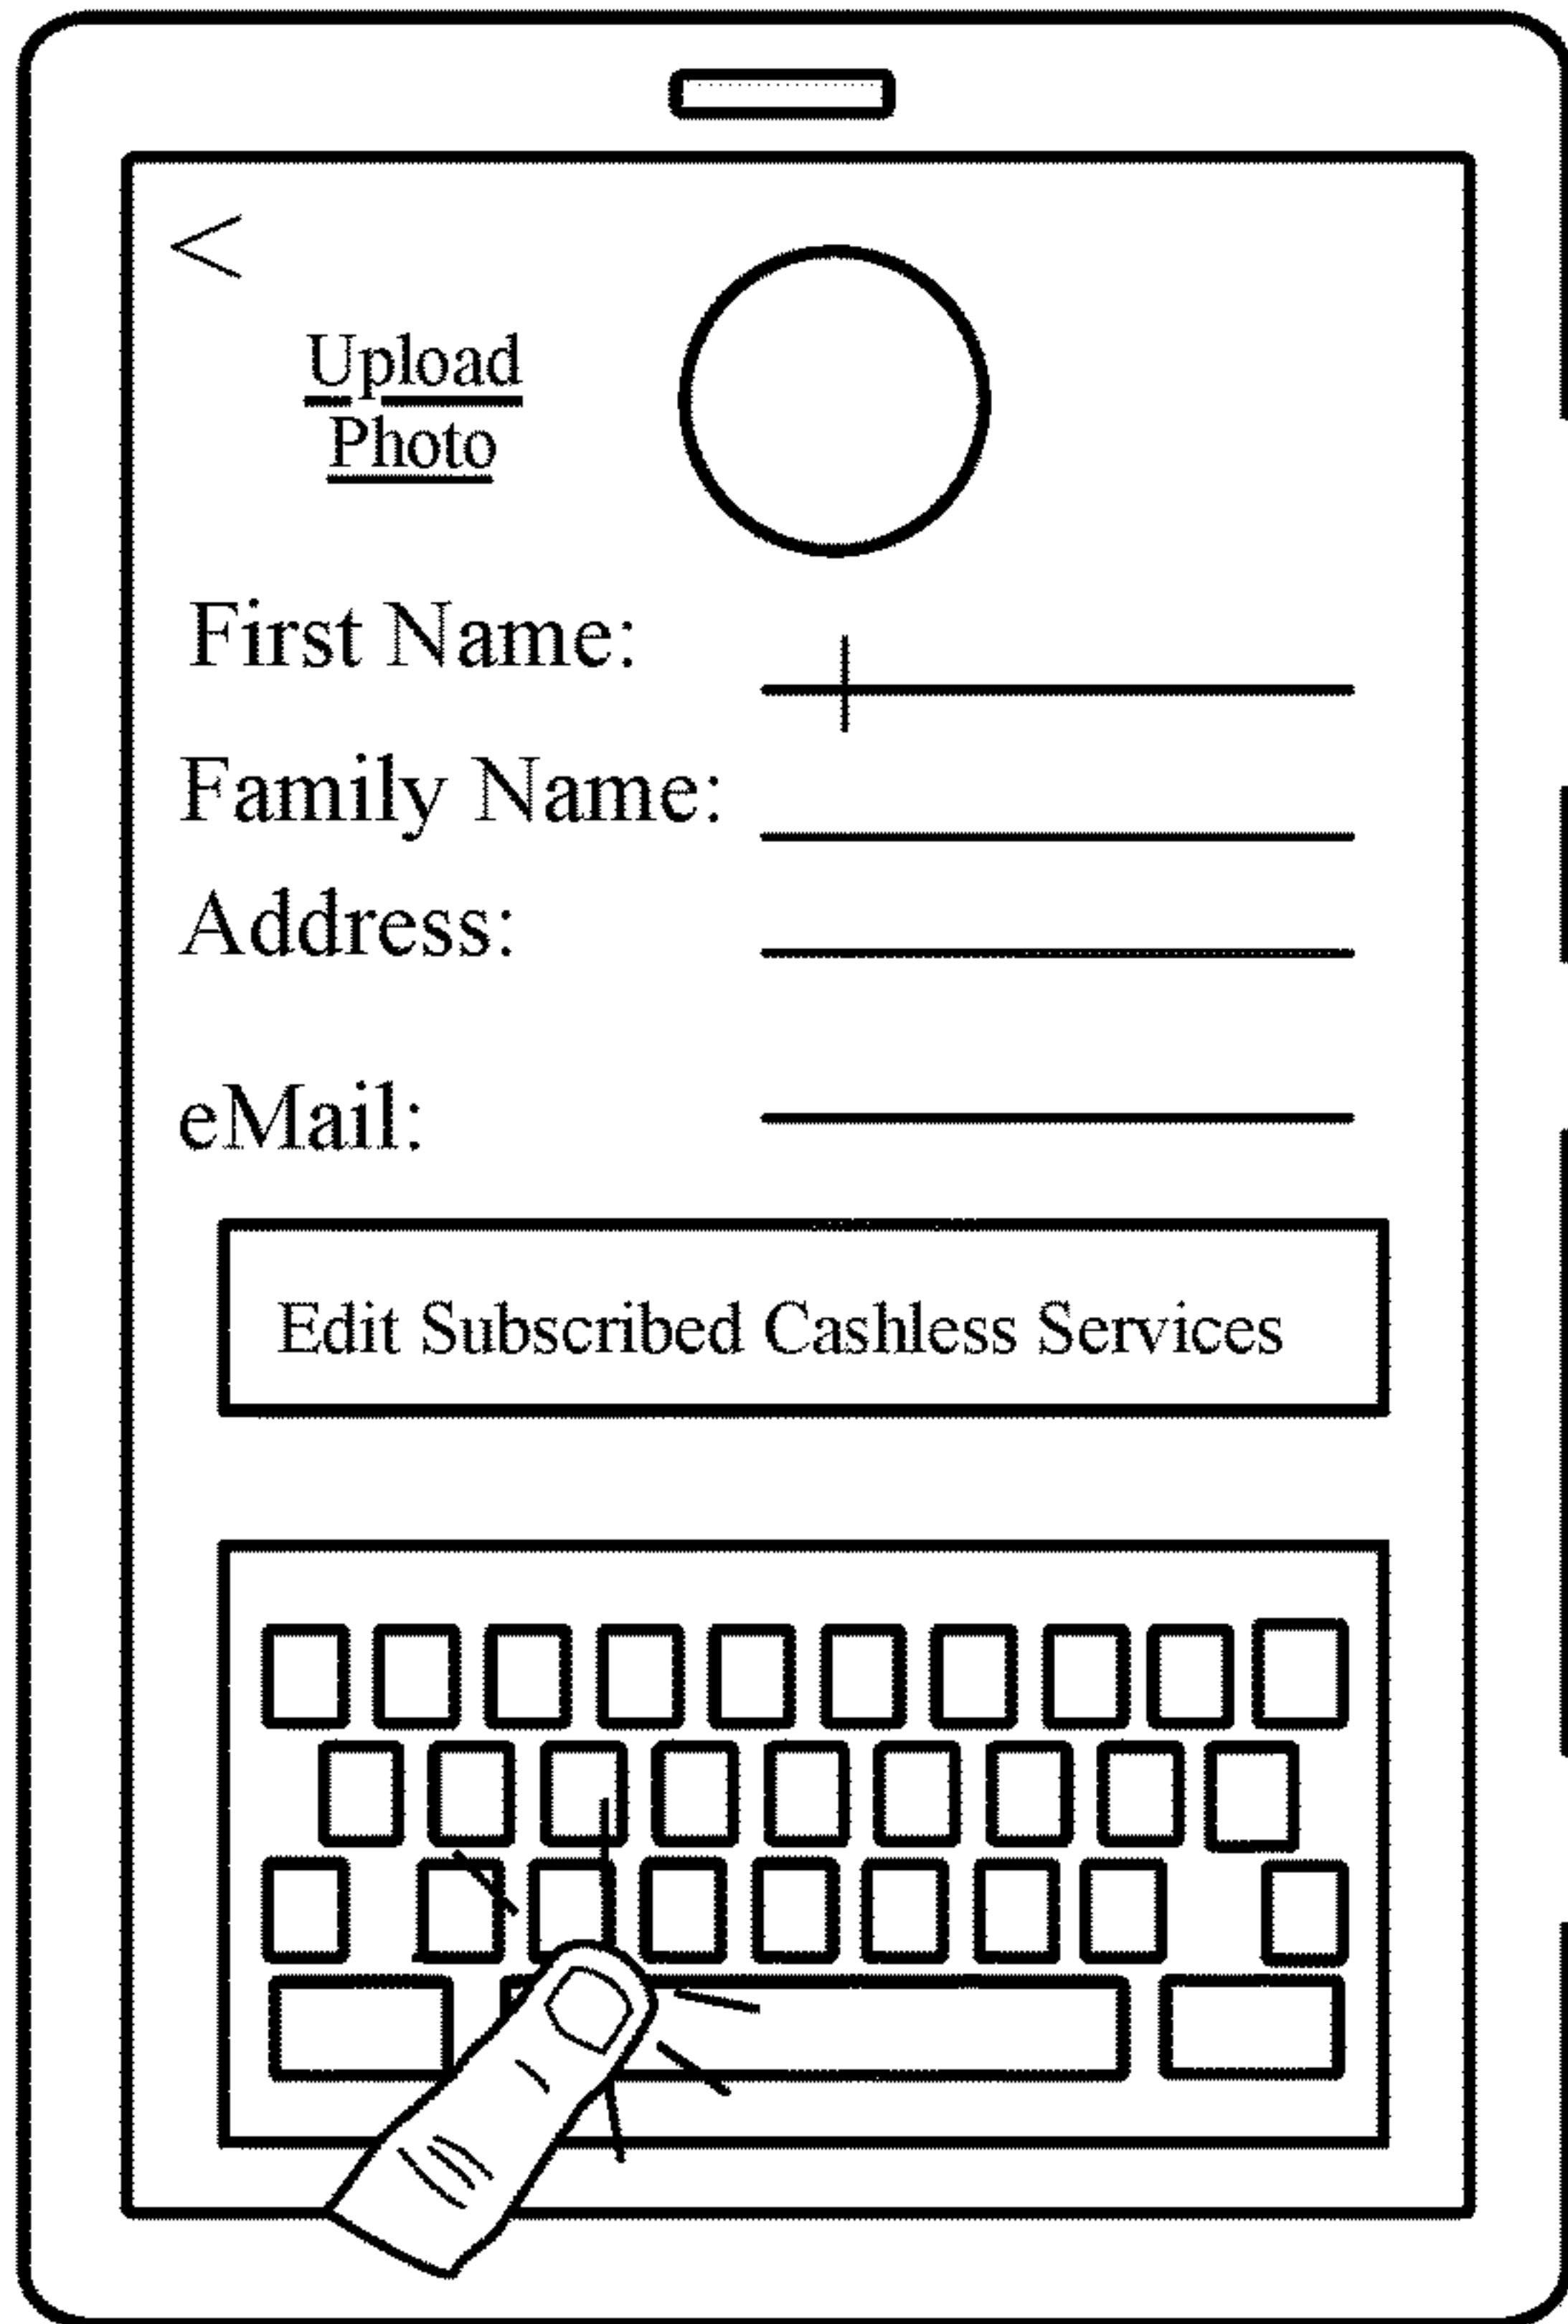 <
Upload
Photo
First Name:
Family Name:
Address:
eMail:
Edit Subscribed Cashless Services